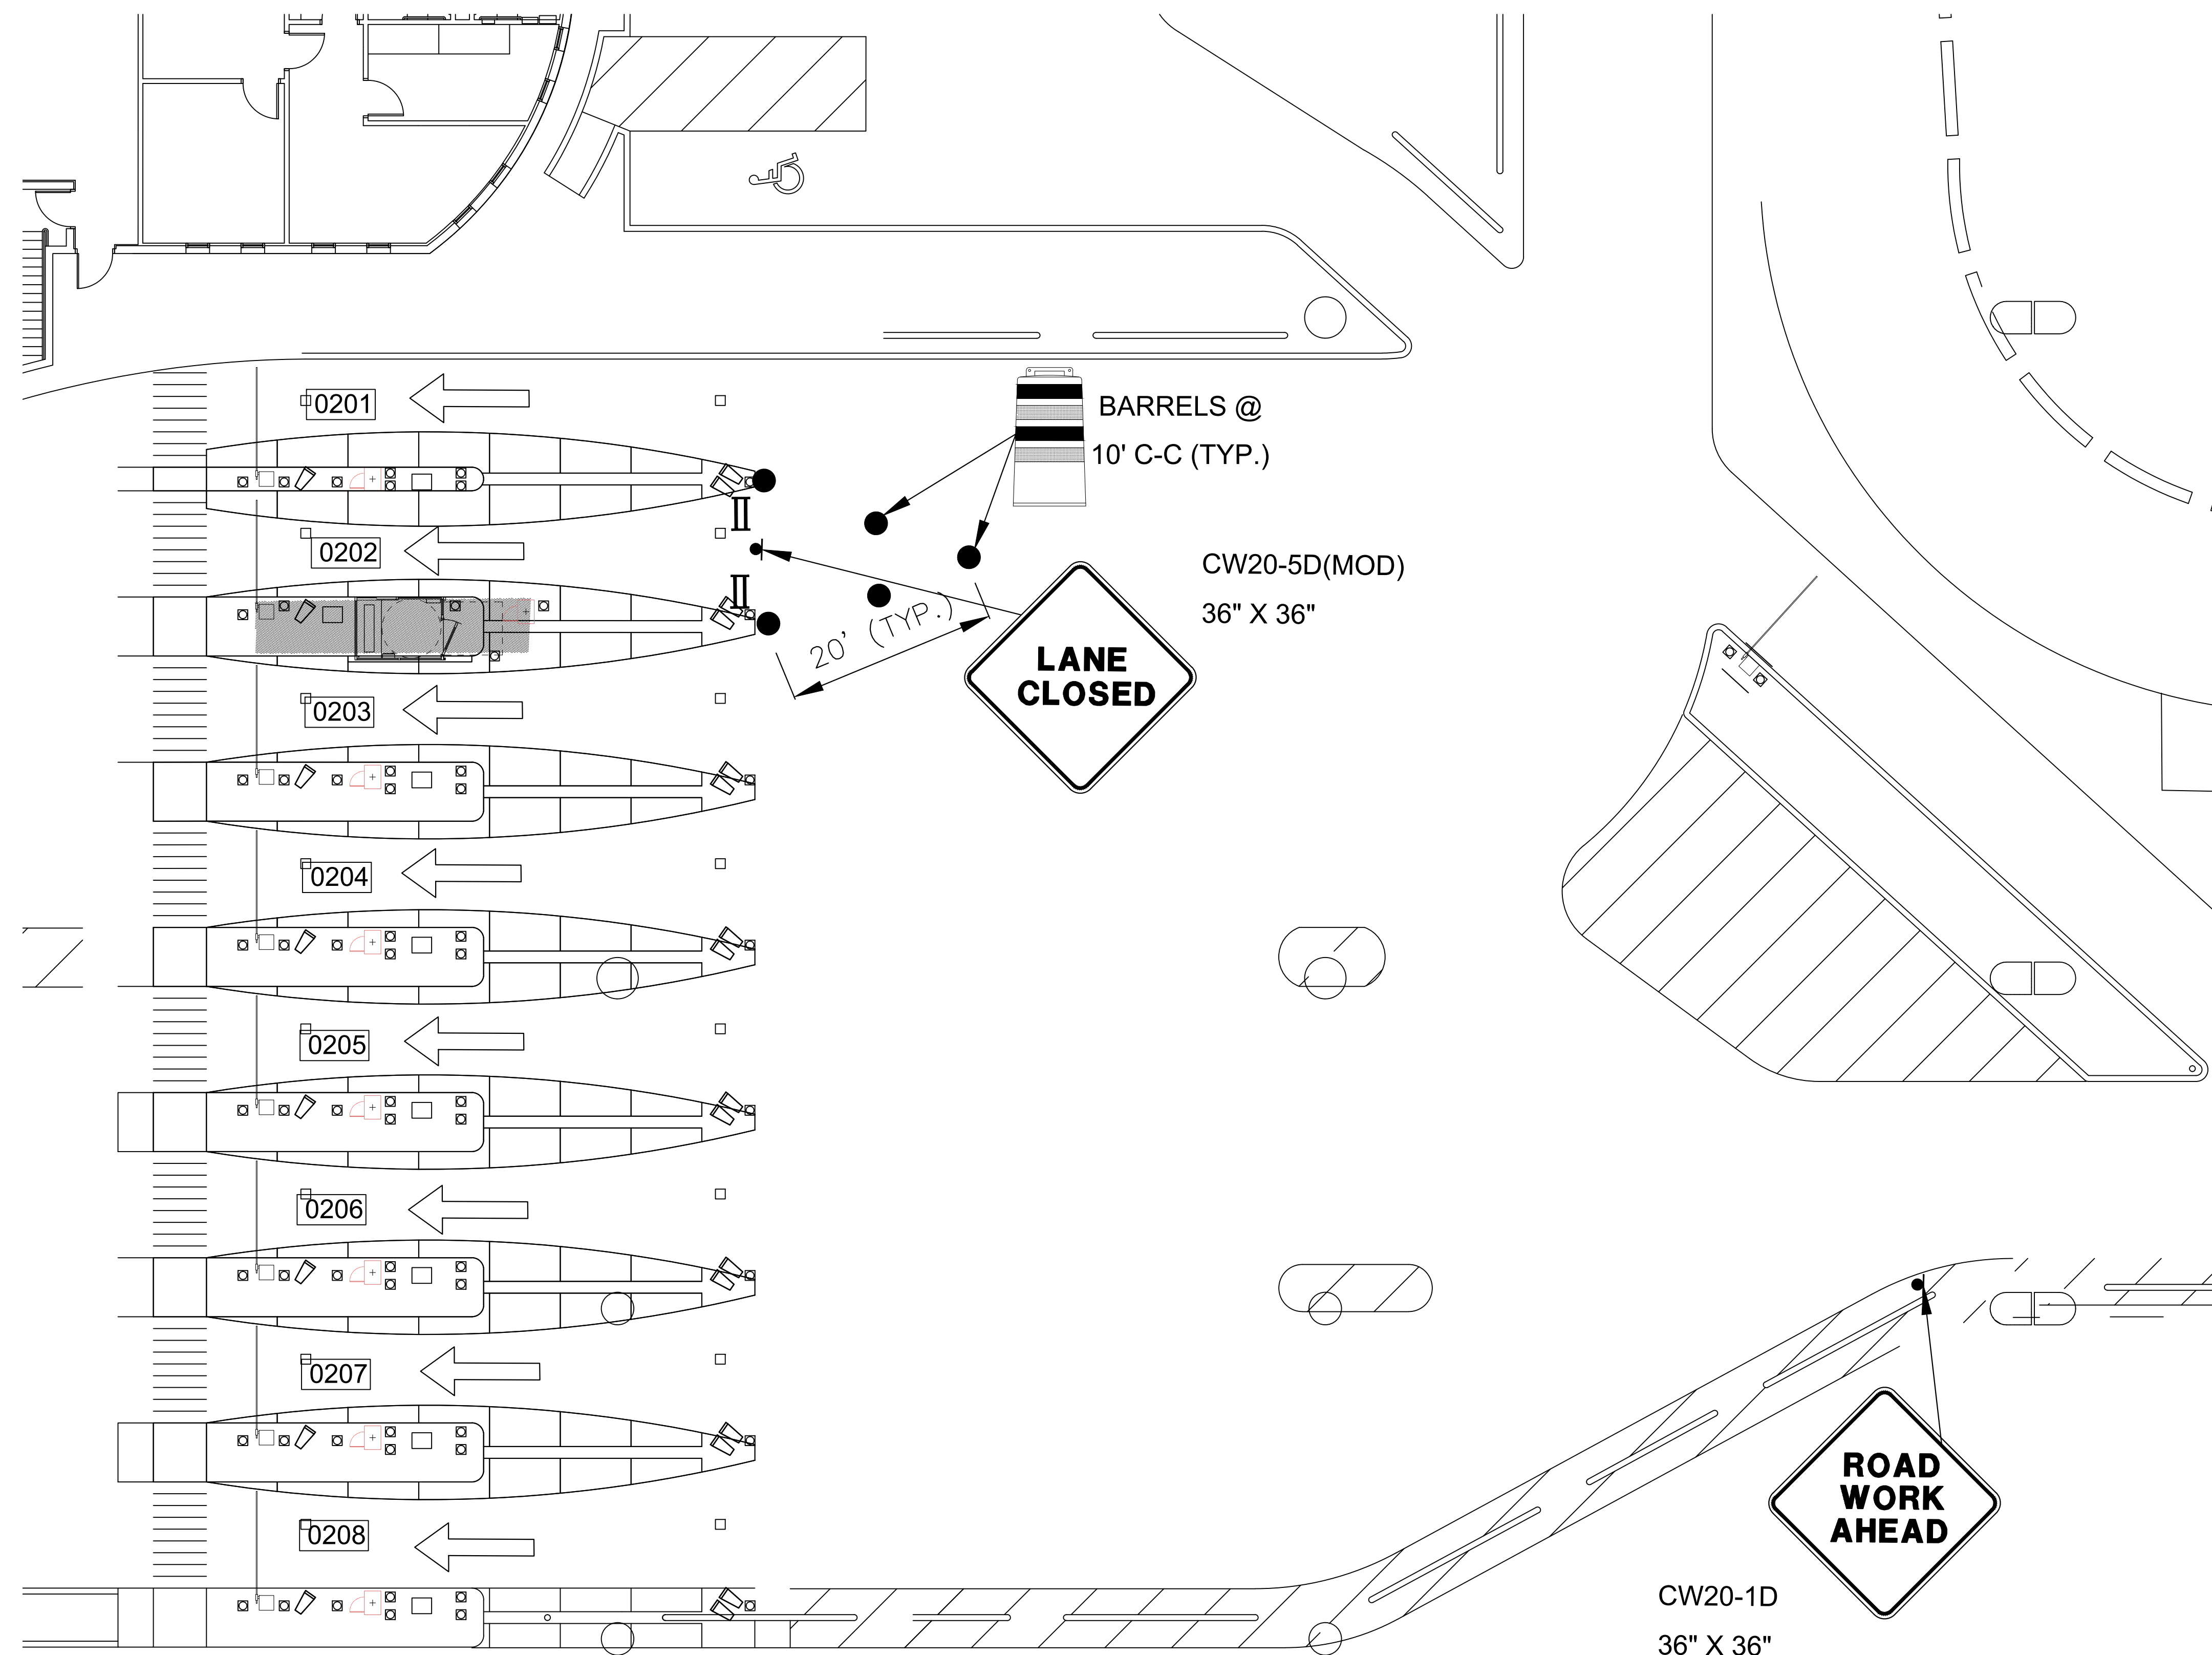 0201
BARRELS @
10' C-C (TYP.)
0202
CW20-5D(MOD)
36" X 36"
20' (TYP.)
LANE
CLOSED
0203
0204
0205
0206
0207
ROAD
WORK
AHEAD
0208
CW20-1D
36" X 36"